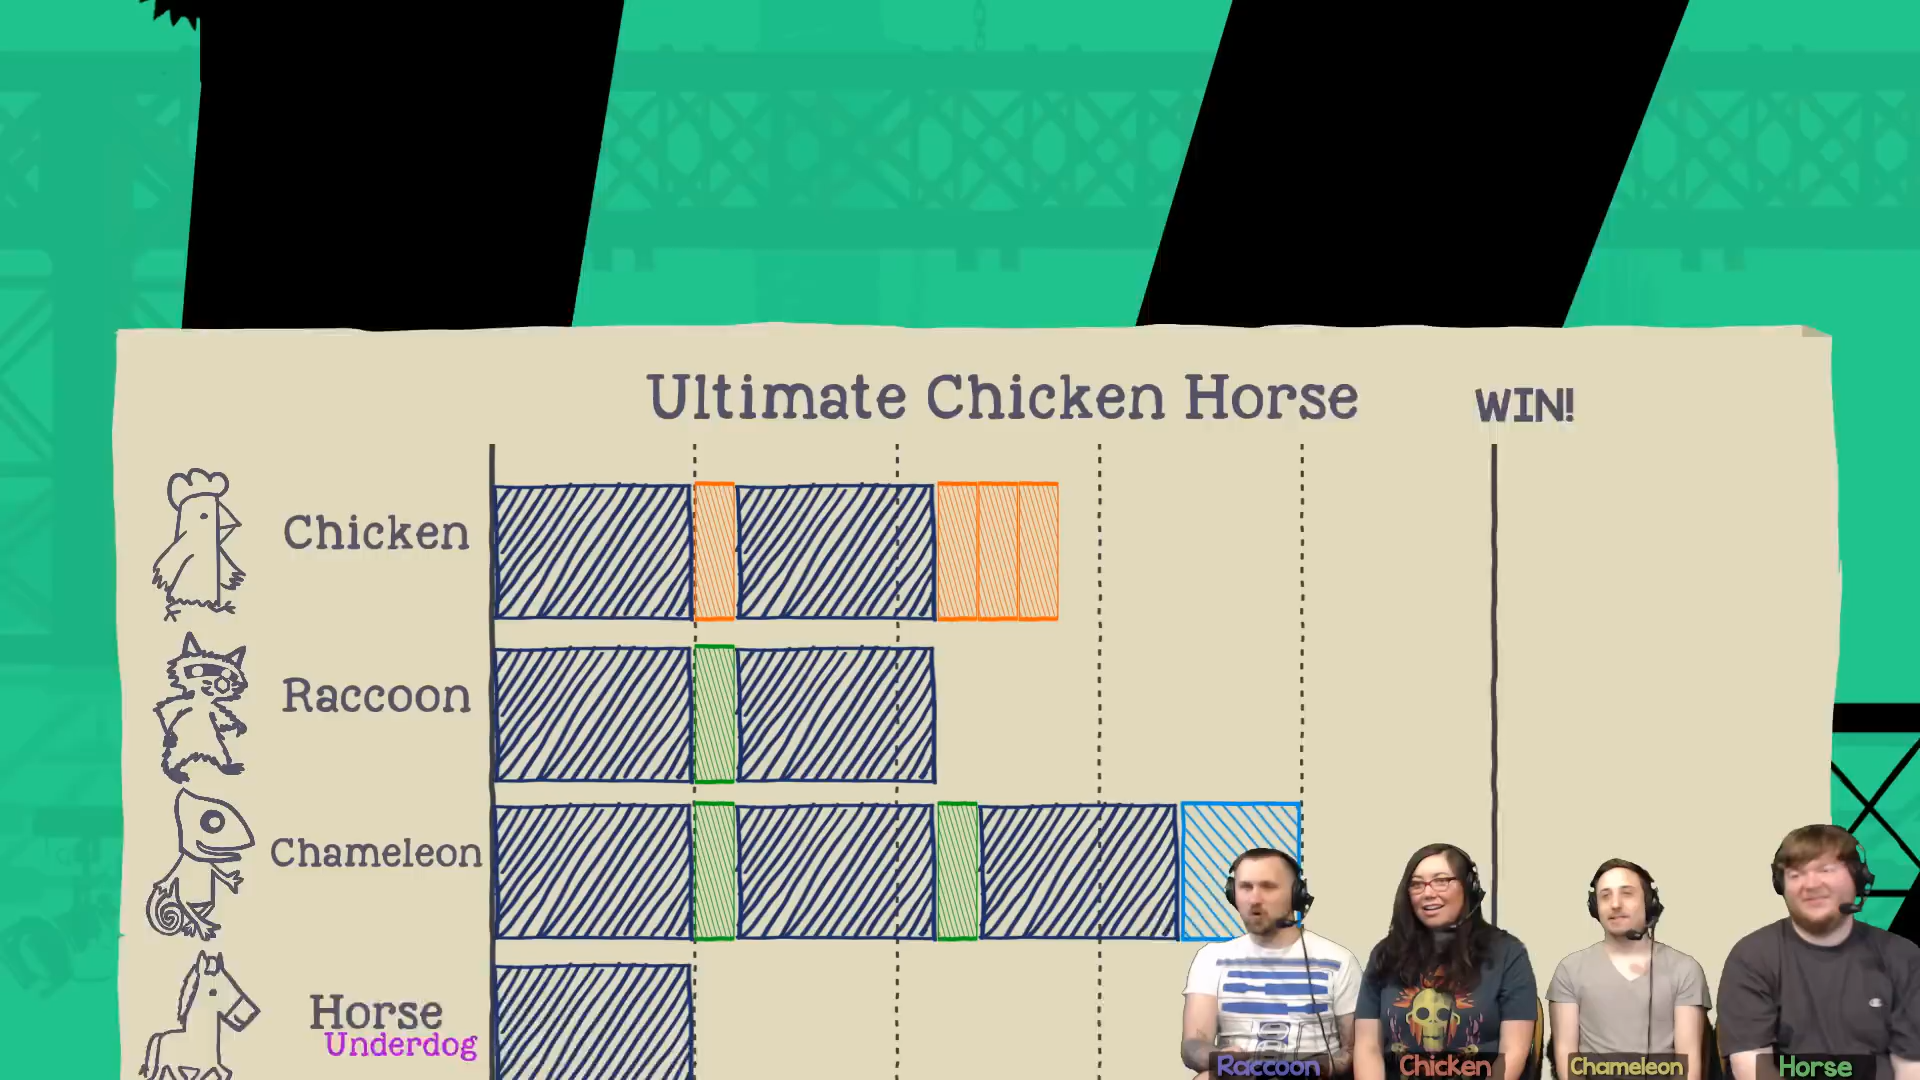 Ultimate Chicken Horse
WIN!
Chicken
Raccoon
Chameleon
Horse
Underdog
Raccoon
Chicken
Chameleon
Horse